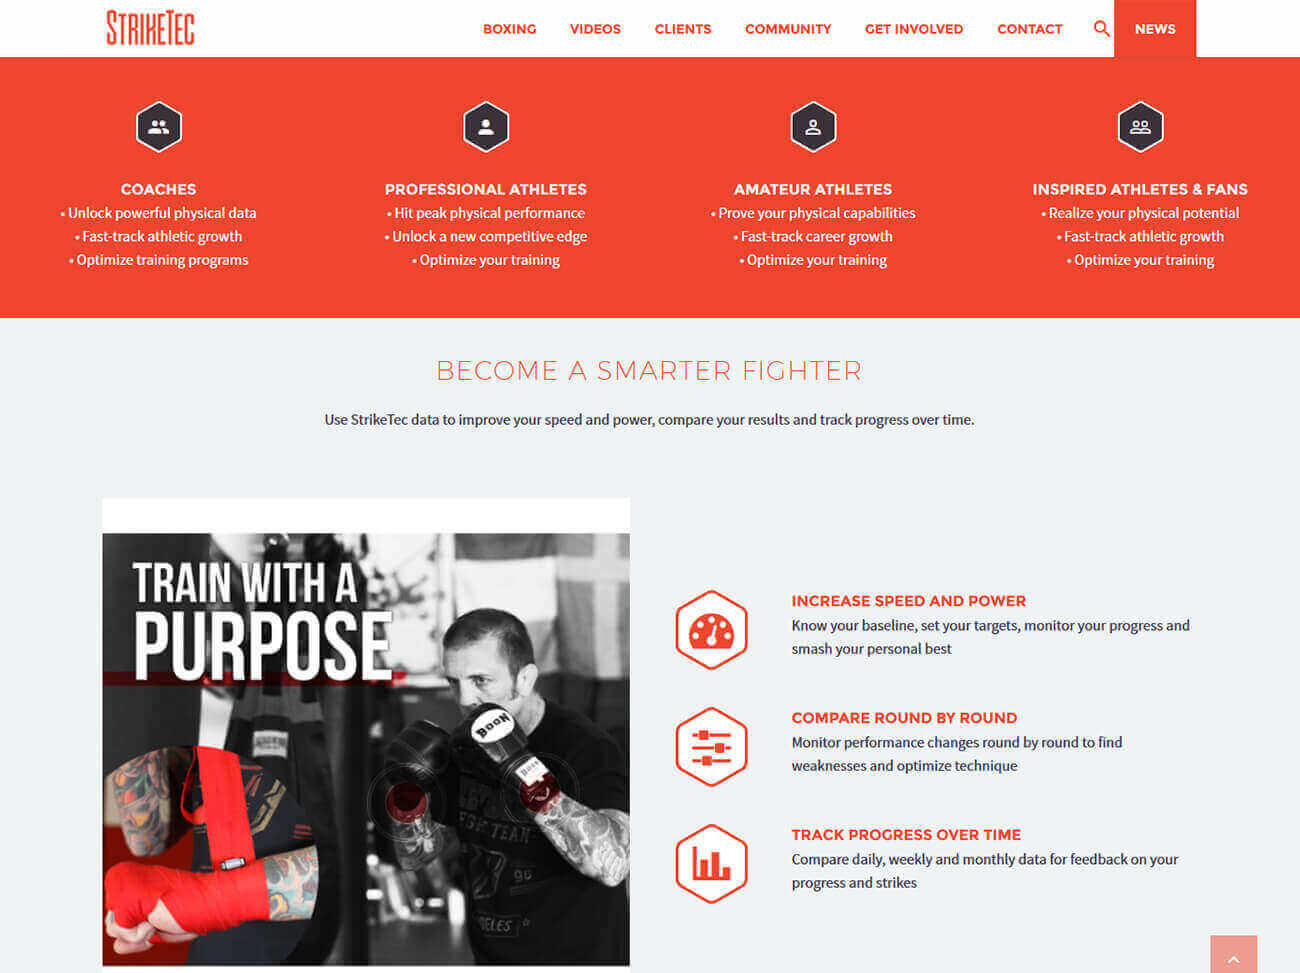 STRIKETEC
BOXING
VIDEOS
CLIENTS
COMMUNITY
GET INVOLVED
CONTACT
NEWS
COACHES
• Unlock powerful physical data
• Fast-track athletic growth
• Optimize training programs
PROFESSIONAL ATHLETES
• Hit peak physical performance
• Unlock a new competitive edge
• Optimize your training
AMATEUR ATHLETES
• Prove your physical capabilities
• Fast-track career growth
• Optimize your training
INSPIRED ATHLETES & FANS
• Realize your physical potential
• Fast-track athletic growth
• Optimize your training
BECOME A SMARTER FIGHTER
Use StrikeTec data to improve your speed and power, compare your results and track progress over time.
TRAIN WITH A
PURPOSE
BOON
BOON
TEAM
96
INCREASE SPEED AND POWER
Know your baseline, set your targets, monitor your progress and
smash your personal best
COMPARE ROUND BY ROUND
Monitor performance changes round by round to find
weaknesses and optimize technique
TRACK PROGRESS OVER TIME
Compare daily, weekly and monthly data for feedback on your
progress and strikes